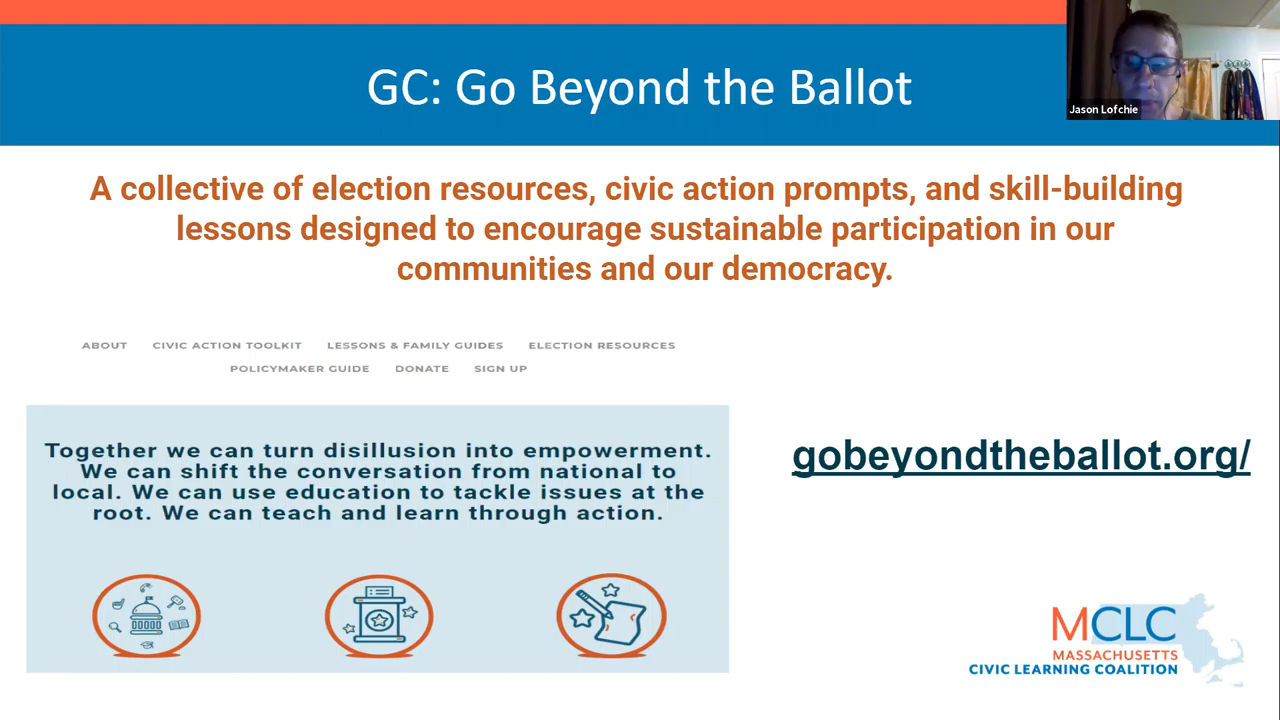 GC: Go Beyond the Ballot
Jason Lofchie
A collective of election resources, civic action prompts, and skill-building
lessons designed to encourage sustainable participation in our
communities and our democracy.
ABOUT CIVIC ACTION TOOLKIT LESSONS & FAMILY GUIDES ELECTION RESOURCES
POLICYMAKER GUIDE DONATE SIGN UP
Together we can turn disillusion into empowerment.
We can shift the conversation from national to
local. We can use education to tackle issues at the
root. We can teach and learn through action.
gobeyondtheballot.org/
MCLC
MASSACHUSETTS
CIVIC LEARNING COALITION